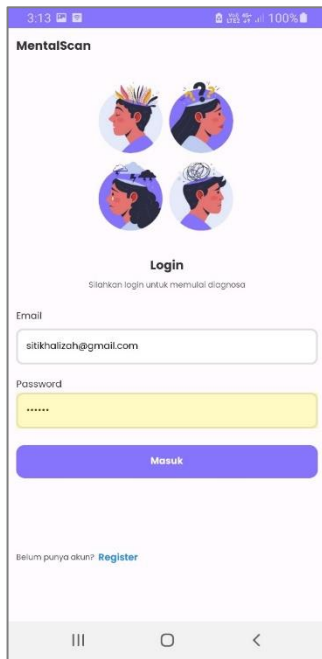 3:13 100%
MentalScan
Login
Silahkan login untuk memulai diagnosa
Email
sitikhalizah@gmail.com
Password
••••••
Masuk
Belum punya akun? Register